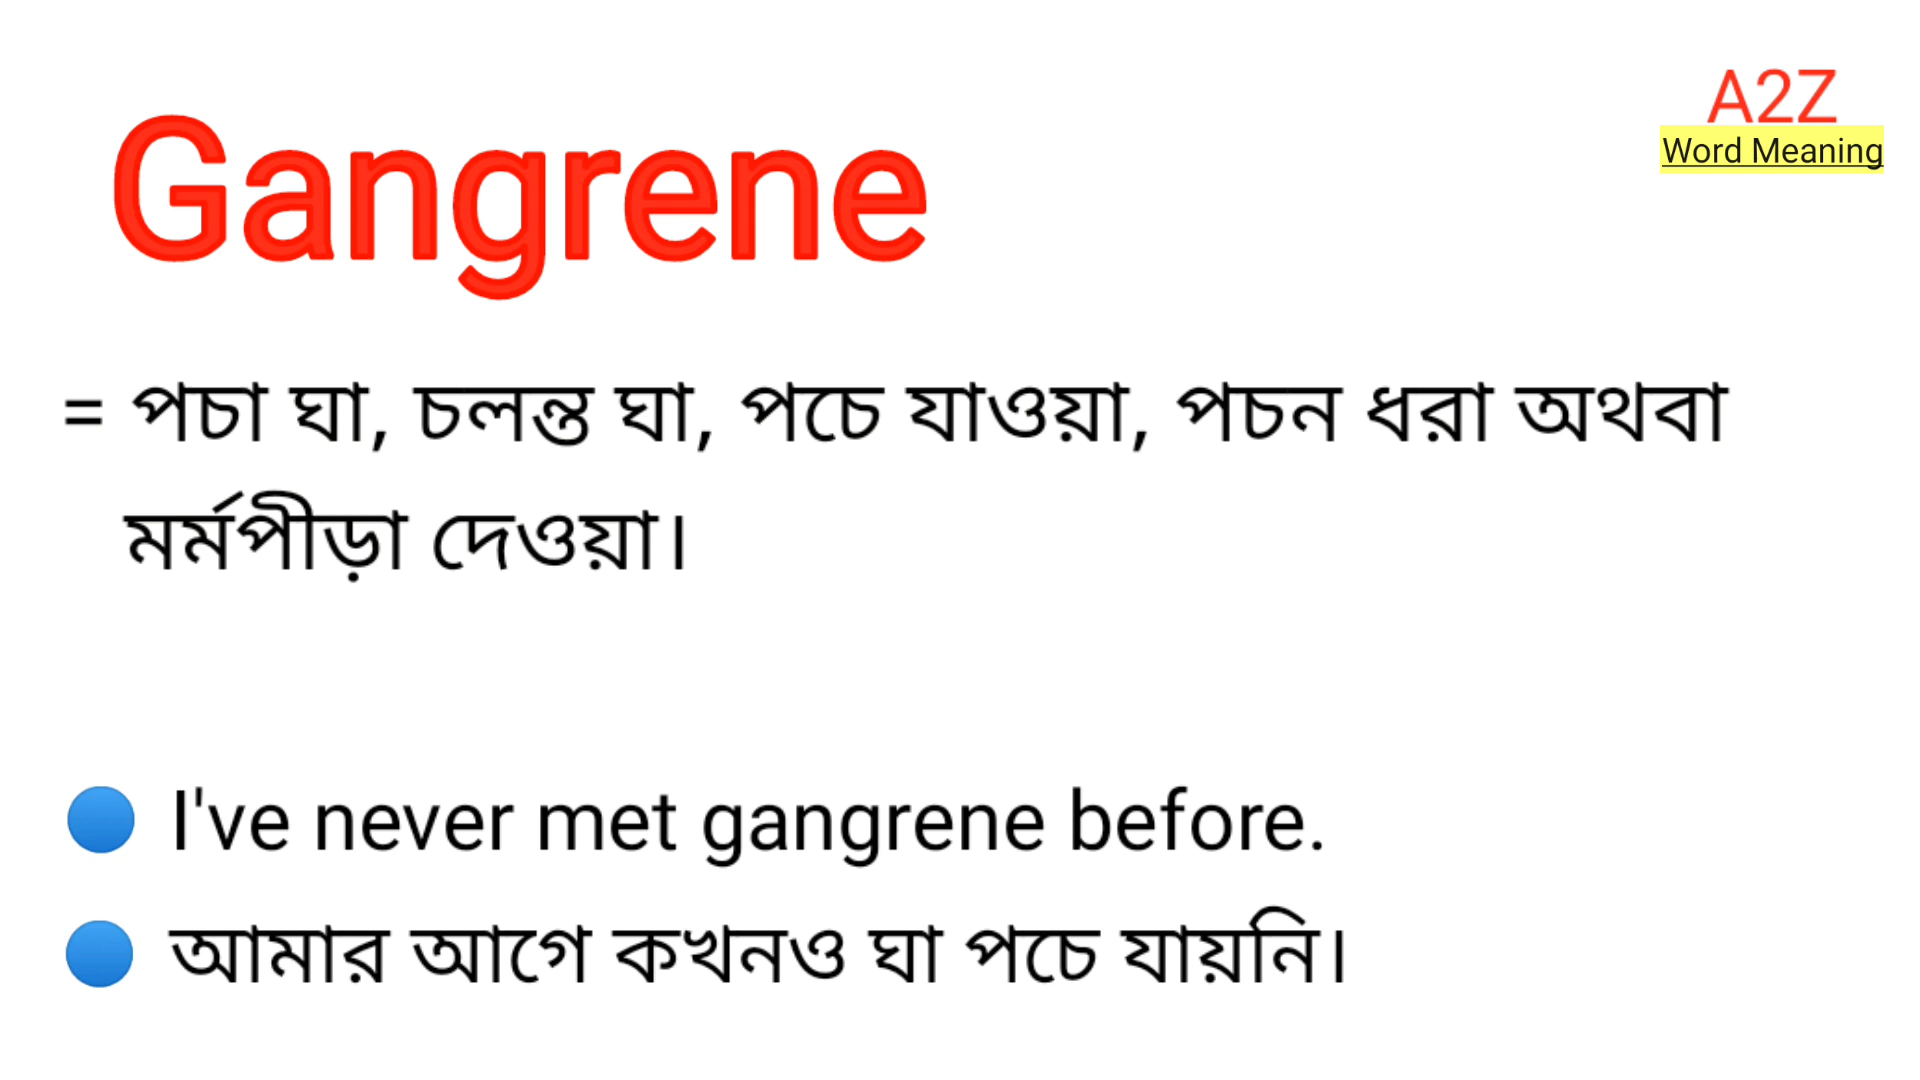 A2Z
Word Meaning
Gangrene
= পচা ঘা, চলন্ত ঘা, পচে যাওয়া, পচন ধরা অথবা
মর্মপীড়া দেওয়া।
I've never met gangrene before.
আমার আগে কখনও ঘা পচে যায়নি।